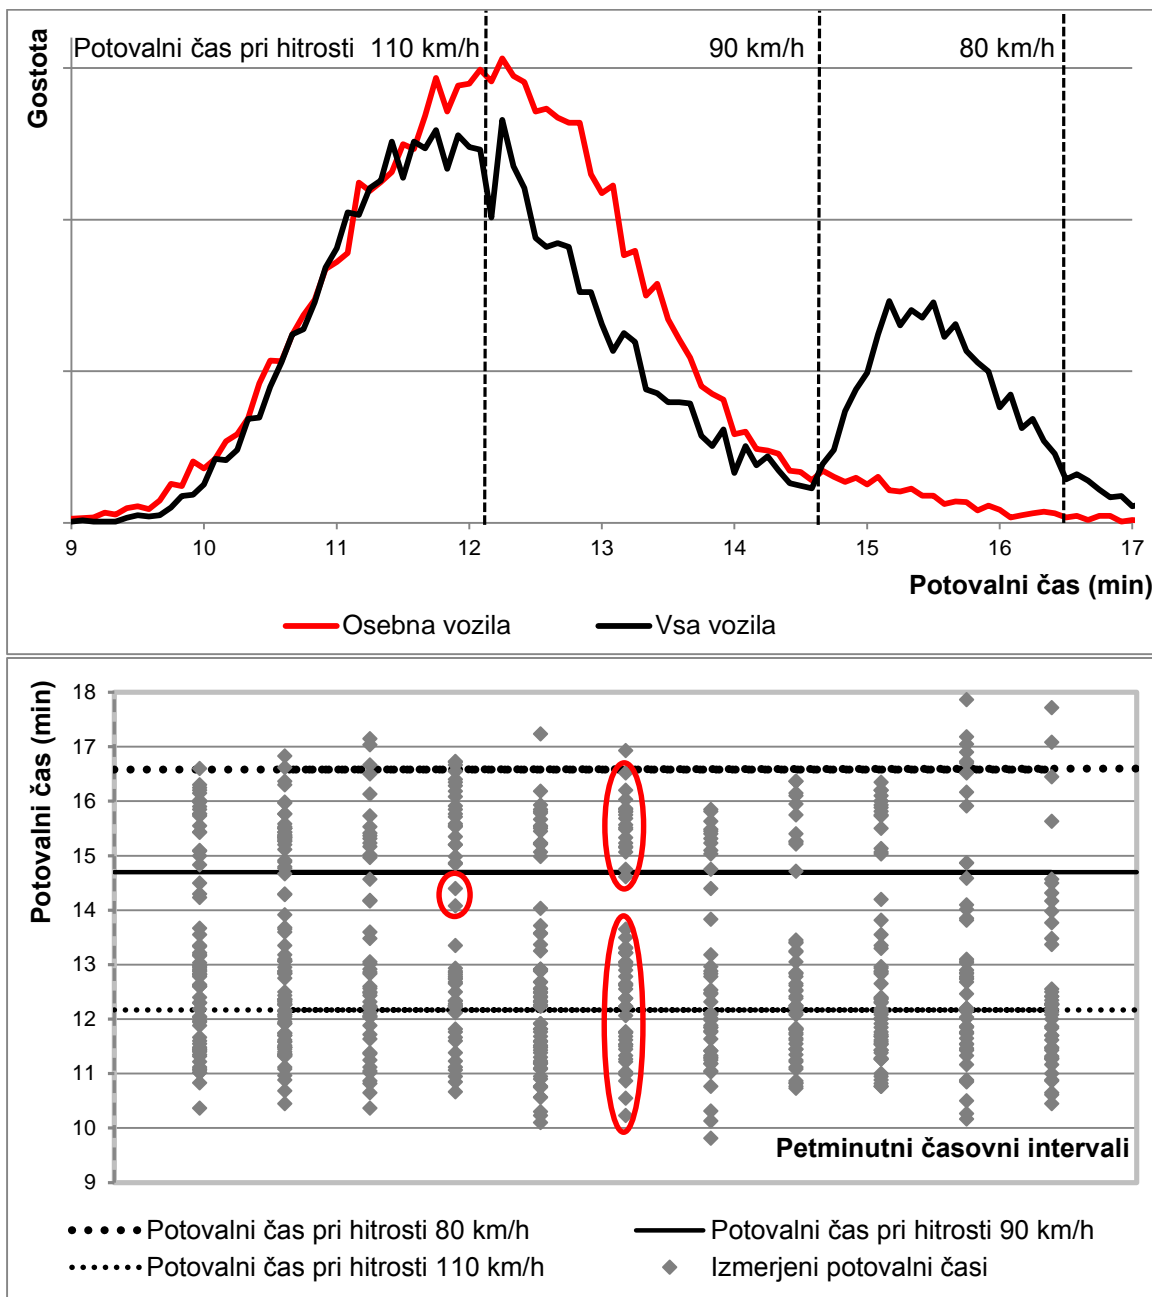 Gostota
Potovalni čas pri hitrosti 110 km/h 90 km/h 80 km/h
9 10 11 12 13 14 15 16 17
Potovalni čas (min)
Osebna vozila Vsa vozila
Potovalni čas (min)
18
17
16
15
14
13
12
11
10
9
Petminutni časovni intervali
Potovalni čas pri hitrosti 80 km/h Potovalni čas pri hitrosti 90 km/h
Potovalni čas pri hitrosti 110 km/h Izmerjeni potovalni časi